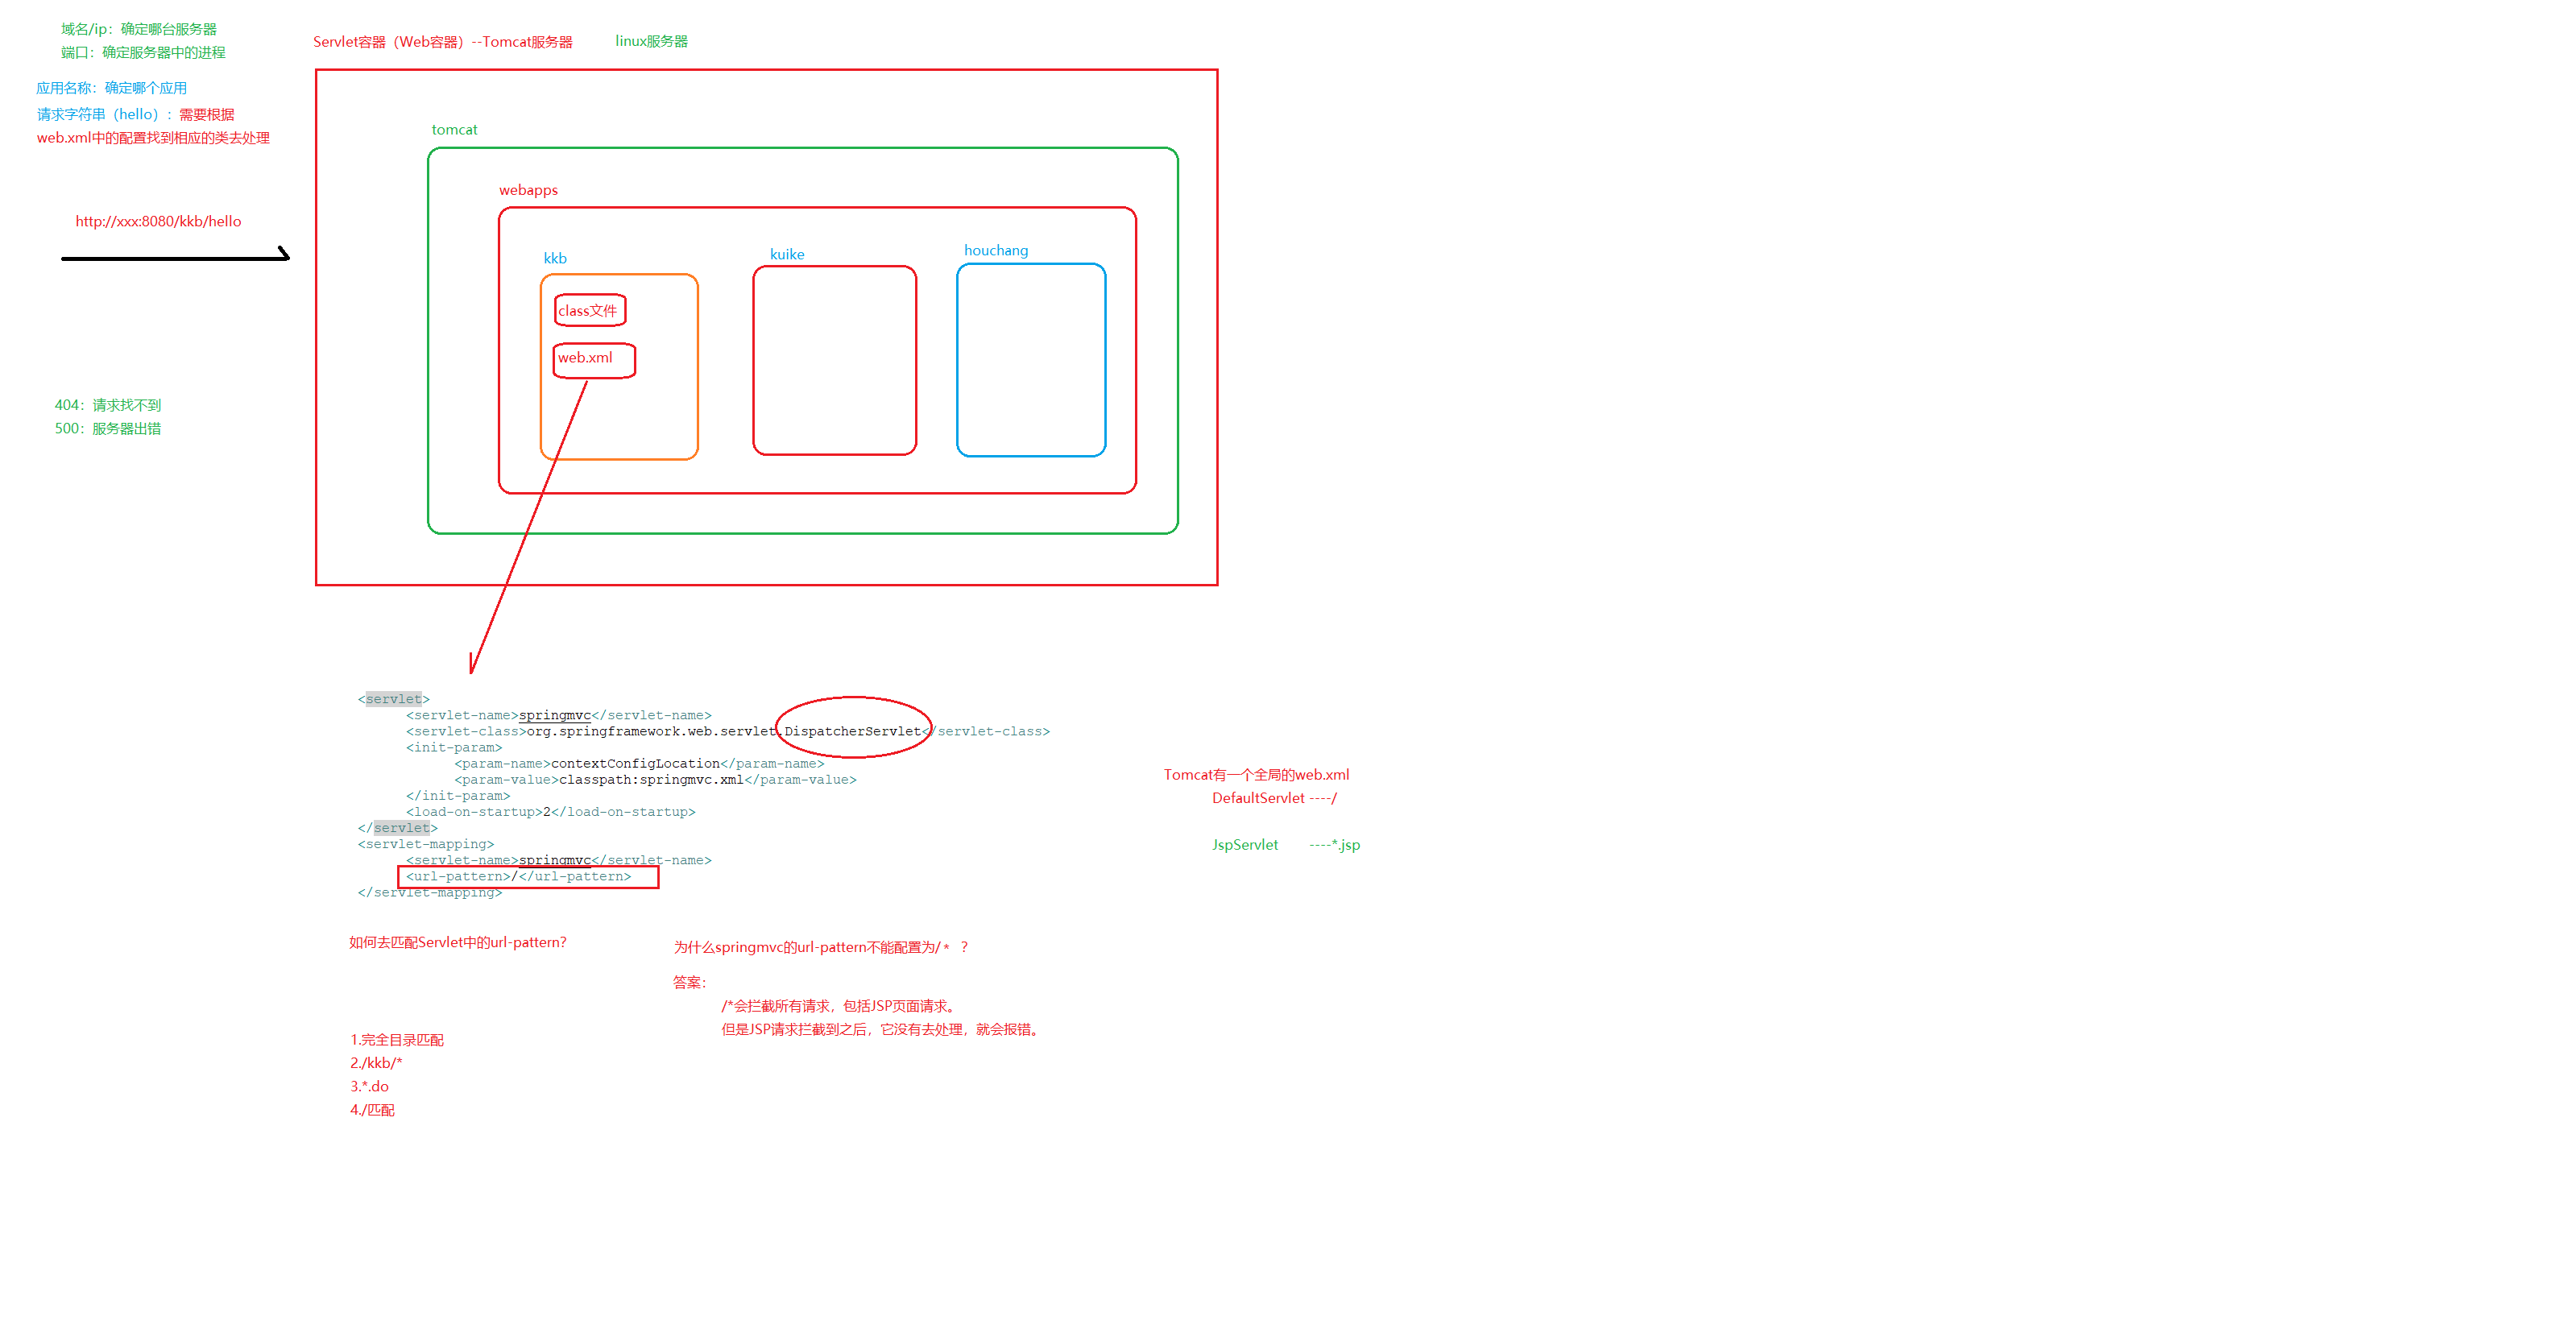 域名/ip：确定哪台服务器
端口：确定服务器中的进程
应用名称：确定哪个应用
请求字符串（hello）：需要根据
web.xml中的配置找到相应的类去处理
http://xxx:8080/kkb/hello
404：请求找不到
500：服务器出错
Servlet容器（Web容器）--Tomcat服务器
linux服务器
tomcat
webapps
kkb
kuike
houchang
class文件
web.xml
<servlet>
<servlet-name>springmvc</servlet-name>
<servlet-class>org.springframework.web.servlet.DispatcherServlet</servlet-class>
<init-param>
<param-name>contextConfigLocation</param-name>
<param-value>classpath:springmvc.xml</param-value>
</init-param>
<load-on-startup>2</load-on-startup>
</servlet>
<servlet-mapping>
<servlet-name>springmvc</servlet-name>
<url-pattern>/</url-pattern>
</servlet-mapping>
Tomcat有一个全局的web.xml
DefaultServlet ----/
JspServlet ----*.jsp
如何去匹配Servlet中的url-pattern？
1.完全目录匹配
2./kkb/*
3.*.do
4./匹配
为什么springmvc的url-pattern不能配置为/* ？
答案：
/*会拦截所有请求，包括JSP页面请求。
但是JSP请求拦截到之后，它没有去处理，就会报错。